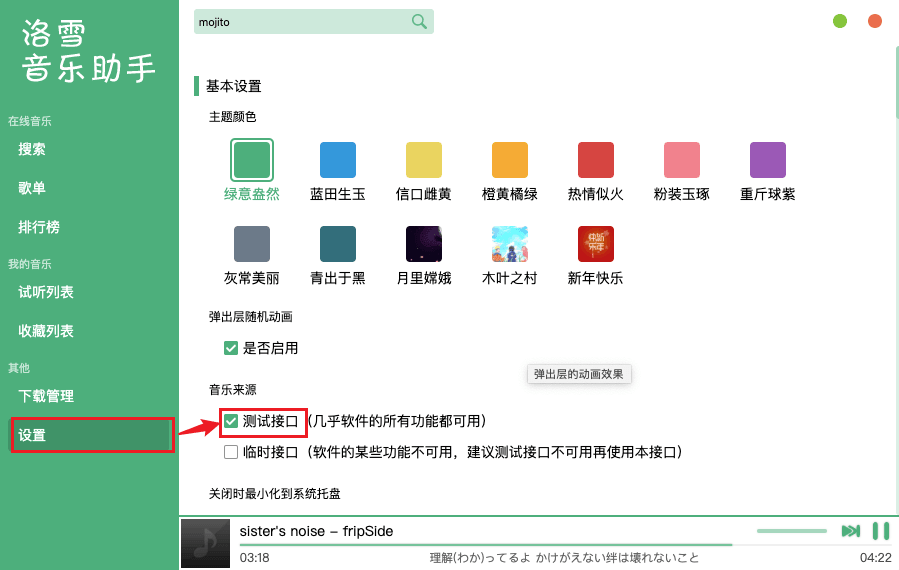 洛雪
音乐助手
mojito
在线音乐
搜索
歌单
排行榜
我的音乐
试听列表
收藏列表
其他
下载管理
设置
基本设置
主题颜色
绿意盎然 蓝田生玉 信口雌黄 橙黄橘绿 热情似火 粉装玉琢 重斤球紫
灰常美丽 青出于黑 月里嫦娥 木叶之村 新年快乐
弹出层随机动画
是否启用
弹出层的动画效果
音乐来源
测试接口（几乎软件的所有功能都可用）
临时接口（软件的某些功能不可用，建议测试接口不可用再使用本接口）
关闭时最小化到系统托盘
sister's noise – fripSide
03:18 理解(わか)ってるよ かけがえない絆は壊れないこと 04:22